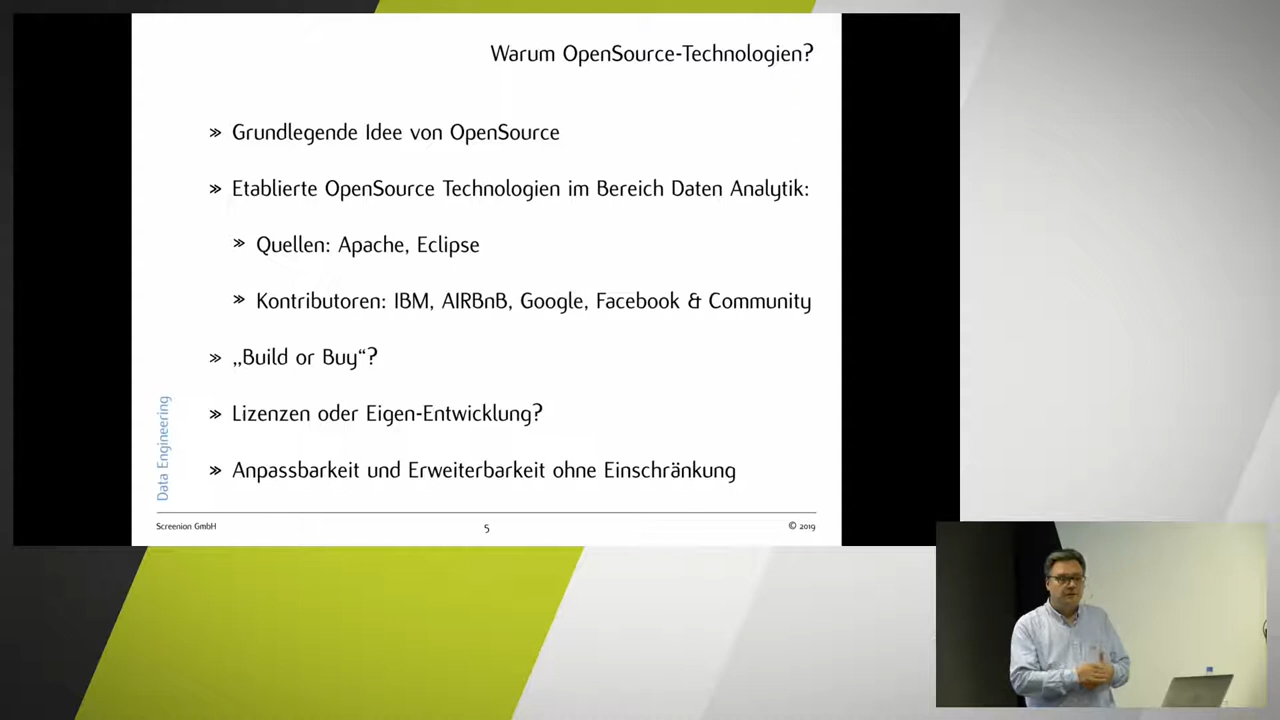 Warum OpenSource-Technologien?
» Grundlegende Idee von OpenSource
» Etablierte OpenSource Technologien im Bereich Daten Analytik:
» Quellen: Apache, Eclipse
» Kontributoren: IBM, AIRBnB, Google, Facebook & Community
» „Build or Buy“?
» Lizenzen oder Eigen-Entwicklung?
» Anpassbarkeit und Erweiterbarkeit ohne Einschränkung
Data Engineering
Screenion GmbH
5
© 2019